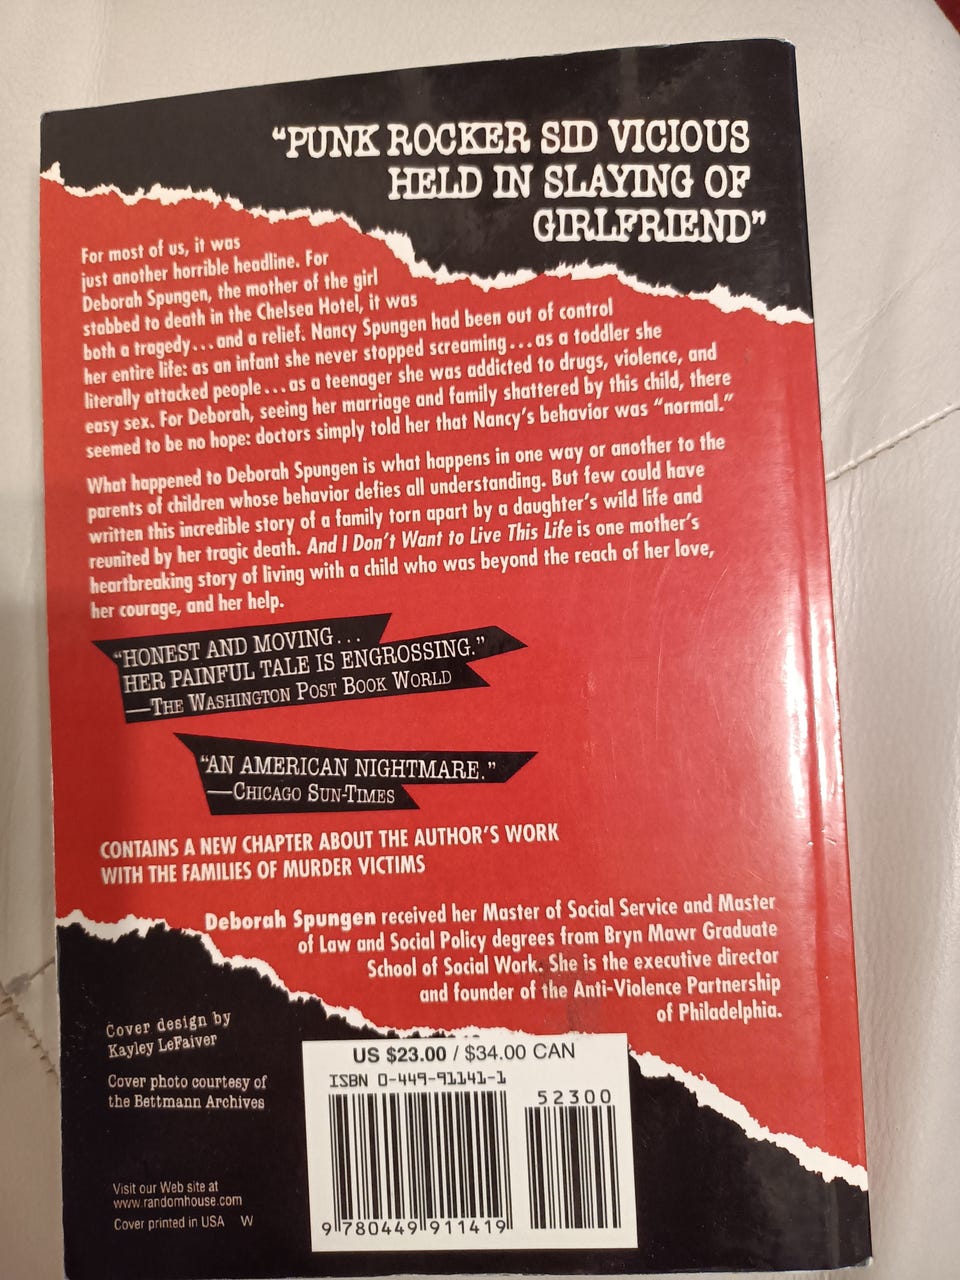 “PUNK ROCKER SID VICIOUS
HELD IN SLAYING OF
GIRLFRIEND”
For most of us, it was
just another horrible headline. For
Deborah Spungen, the mother of the girl
stabbed to death in the Chelsea Hotel, it was
both a tragedy...and a relief. Nancy Spungen had been out of control
her entire life: as an infant she never stopped screaming...as a toddler she
literally attacked people...as a teenager she was addicted to drugs, violence, and
easy sex. For Deborah, seeing her marriage and family shattered by this child, there
seemed to be no hope: doctors simply told her that Nancy’s behavior was “normal.”
What happened to Deborah Spungen is what happens in one way or another to the
parents of children whose behavior defies all understanding. But few could have
written this incredible story of a family torn apart by a daughter’s wild life and
reunited by her tragic death. And I Don’t Want to Live This Life is one mother’s
heartbreaking story of living with a child who was beyond the reach of her love,
her courage, and her help.
“HONEST AND MOVING...
HER PAINFUL TALE IS ENGROSSING.”
—THE WASHINGTON POST BOOK WORLD
“AN AMERICAN NIGHTMARE.”
—CHICAGO SUN-TIMES
CONTAINS A NEW CHAPTER ABOUT THE AUTHOR’S WORK
WITH THE FAMILIES OF MURDER VICTIMS
Deborah Spungen received her Master of Social Service and Master
of Law and Social Policy degrees from Bryn Mawr Graduate
School of Social Work. She is the executive director
and founder of the Anti-Violence Partnership
of Philadelphia.
Cover design by
Kayley LeFaiver
Cover photo courtesy of
the Bettmann Archives
Visit our Web site at
www.randomhouse.com
Cover printed in USA W
US $23.00 / $34.00 CAN
ISBN 0-449-91141-1
52300
9 780449 911419